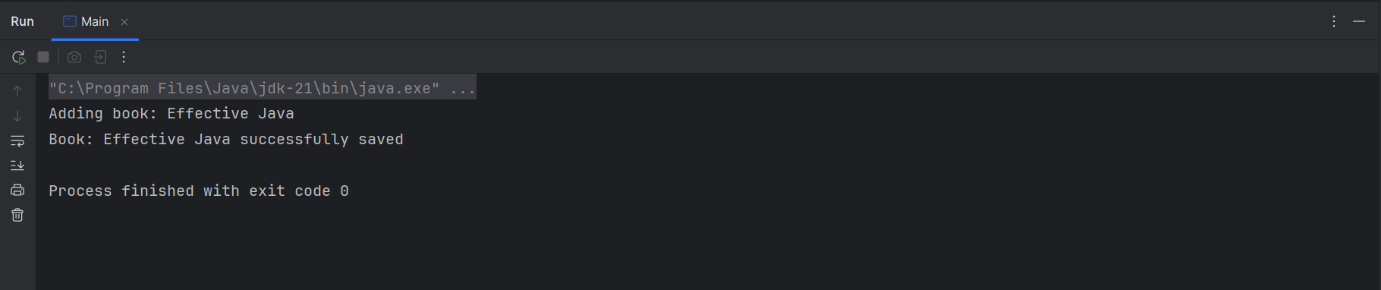 Run Main
"C:\Program Files\Java\jdk-21\bin\java.exe" ...
Adding book: Effective Java
Book: Effective Java successfully saved
Process finished with exit code 0